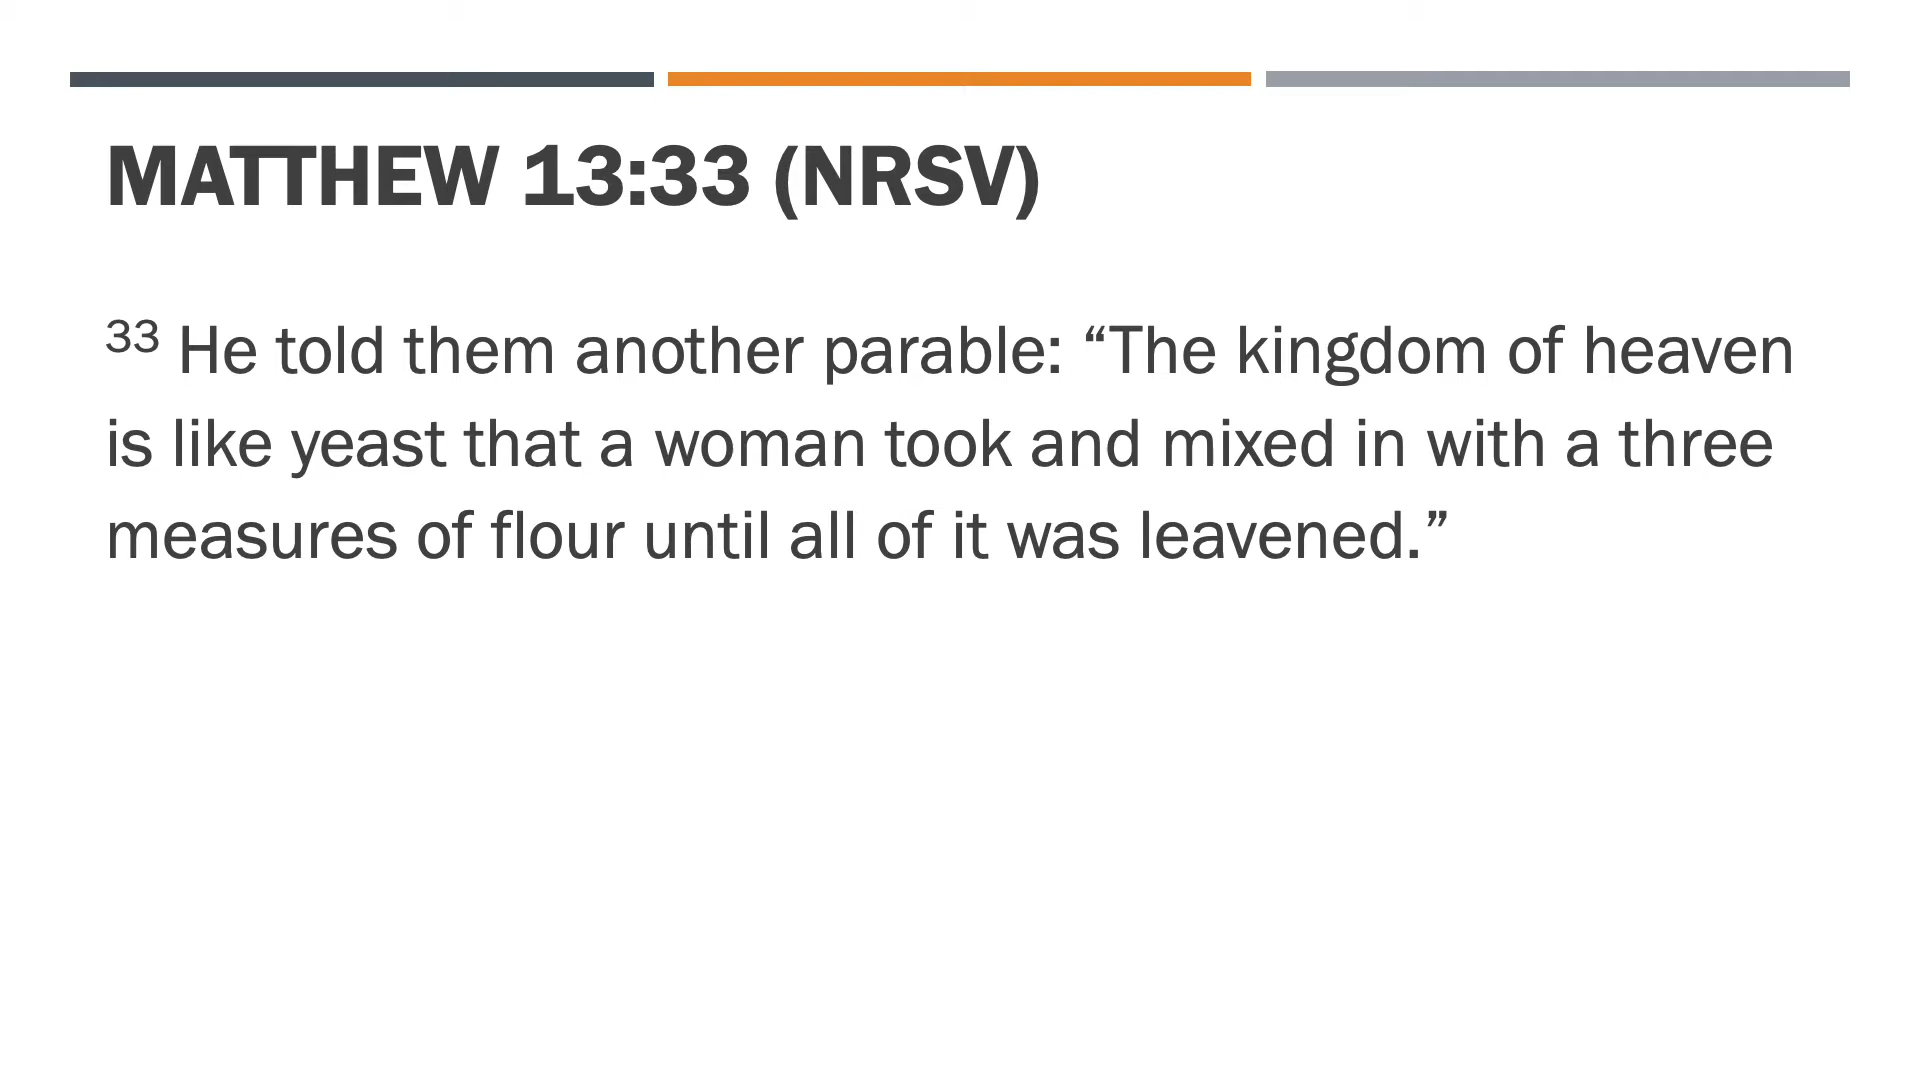 MATTHEW 13:33 (NRSV)
33 He told them another parable: “The kingdom of heaven
is like yeast that a woman took and mixed in with a three
measures of flour until all of it was leavened.”